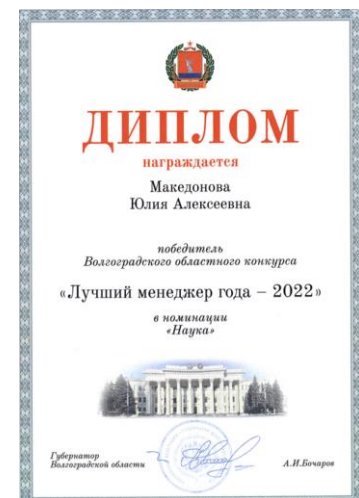 ДИПЛОМ
награждается
Македонова
Юлия Алексеевна
победитель
Волгоградского областного конкурса
«Лучший менеджер года – 2022»
в номинации
«Наука»
Губернатор
Волгоградской области
А.И.Бочаров